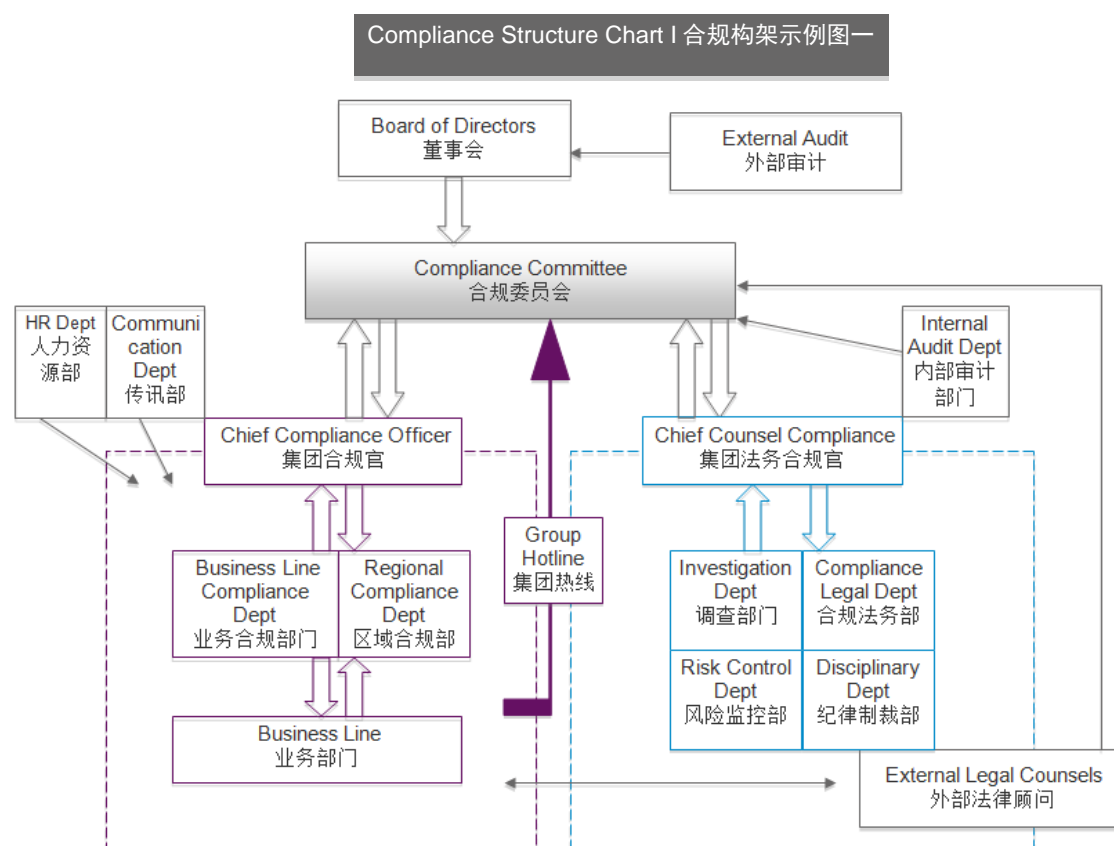 Compliance Structure Chart I 合规构架示例图一
Board of Directors
董事会
External Audit
外部审计
Compliance Committee
合规委员会
HR Dept
人力资
源部
Communi
cation
Dept
传讯部
Internal
Audit Dept
内部审计
部门
Chief Compliance Officer
集团合规官
Chief Counsel Compliance
集团法务合规官
Group
Hotline
集团热线
Business Line
Compliance
Dept
业务合规部门
Regional
Compliance
Dept
区域合规部
Investigation
Dept
调查部门
Compliance
Legal Dept
合规法务部
Risk Control
Dept
风险监控部
Disciplinary
Dept
纪律制裁部
Business Line
业务部门
External Legal Counsels
外部法律顾问